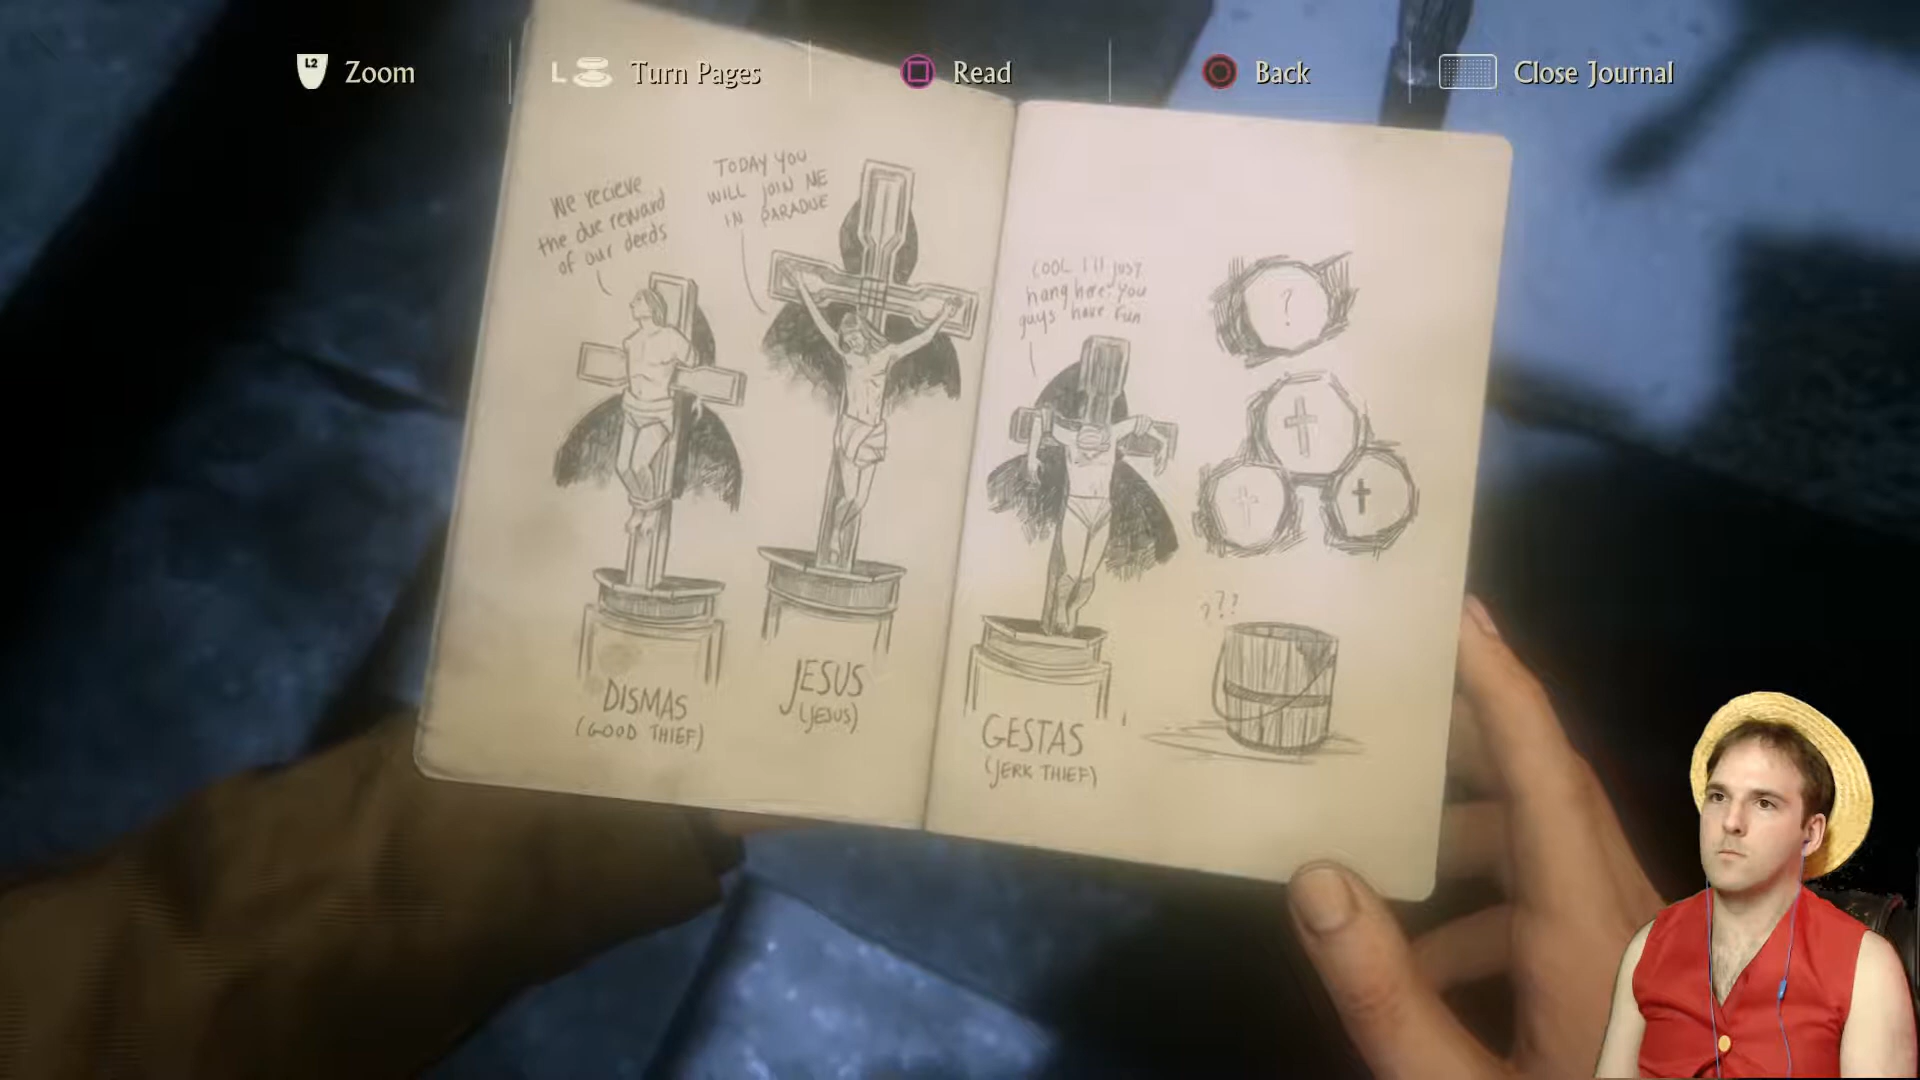 L2 Zoom
L Turn Pages
Read
Back
Close Journal
We recieve
the due reward
of our deeds
TODAY YOU
WILL JOIN ME
IN PARADISE
COOL I'll just
hang here, you
guys have fun
?
???
DISMAS
(GOOD THIEF)
JESUS
(JESUS)
GESTAS
(JERK THIEF)